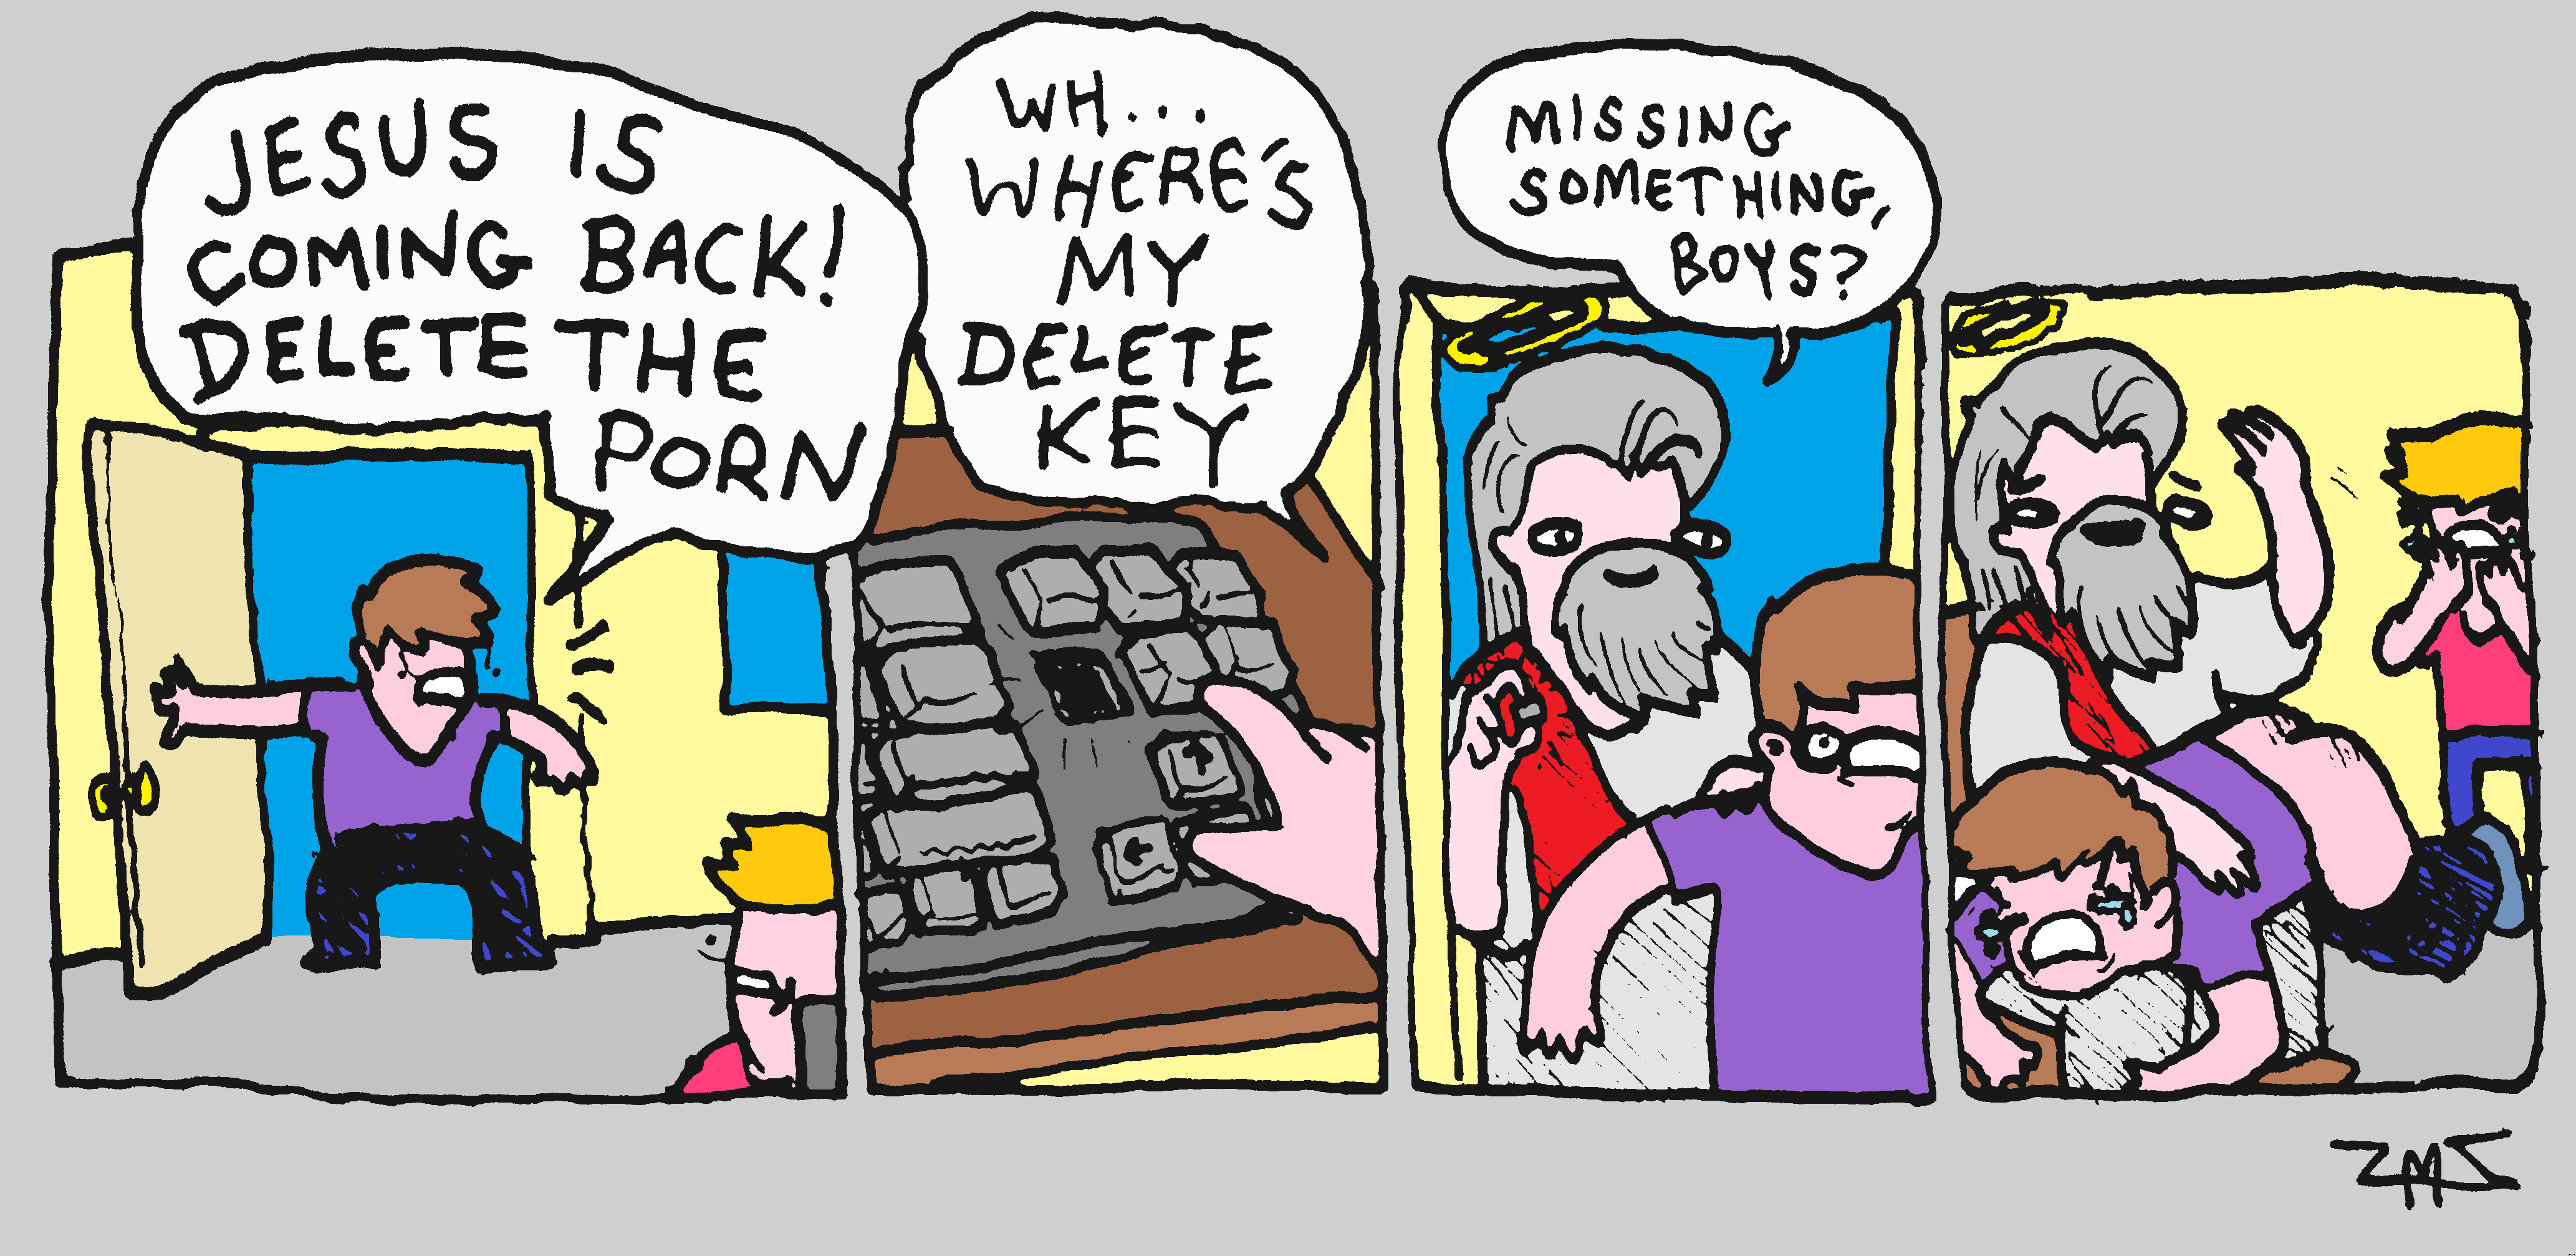 JESUS IS
COMING BACK!
DELETE THE
PORN
WH...
WHERE'S
MY
DELETE
KEY
MISSING
SOMETHING,
BOYS?
ZMS